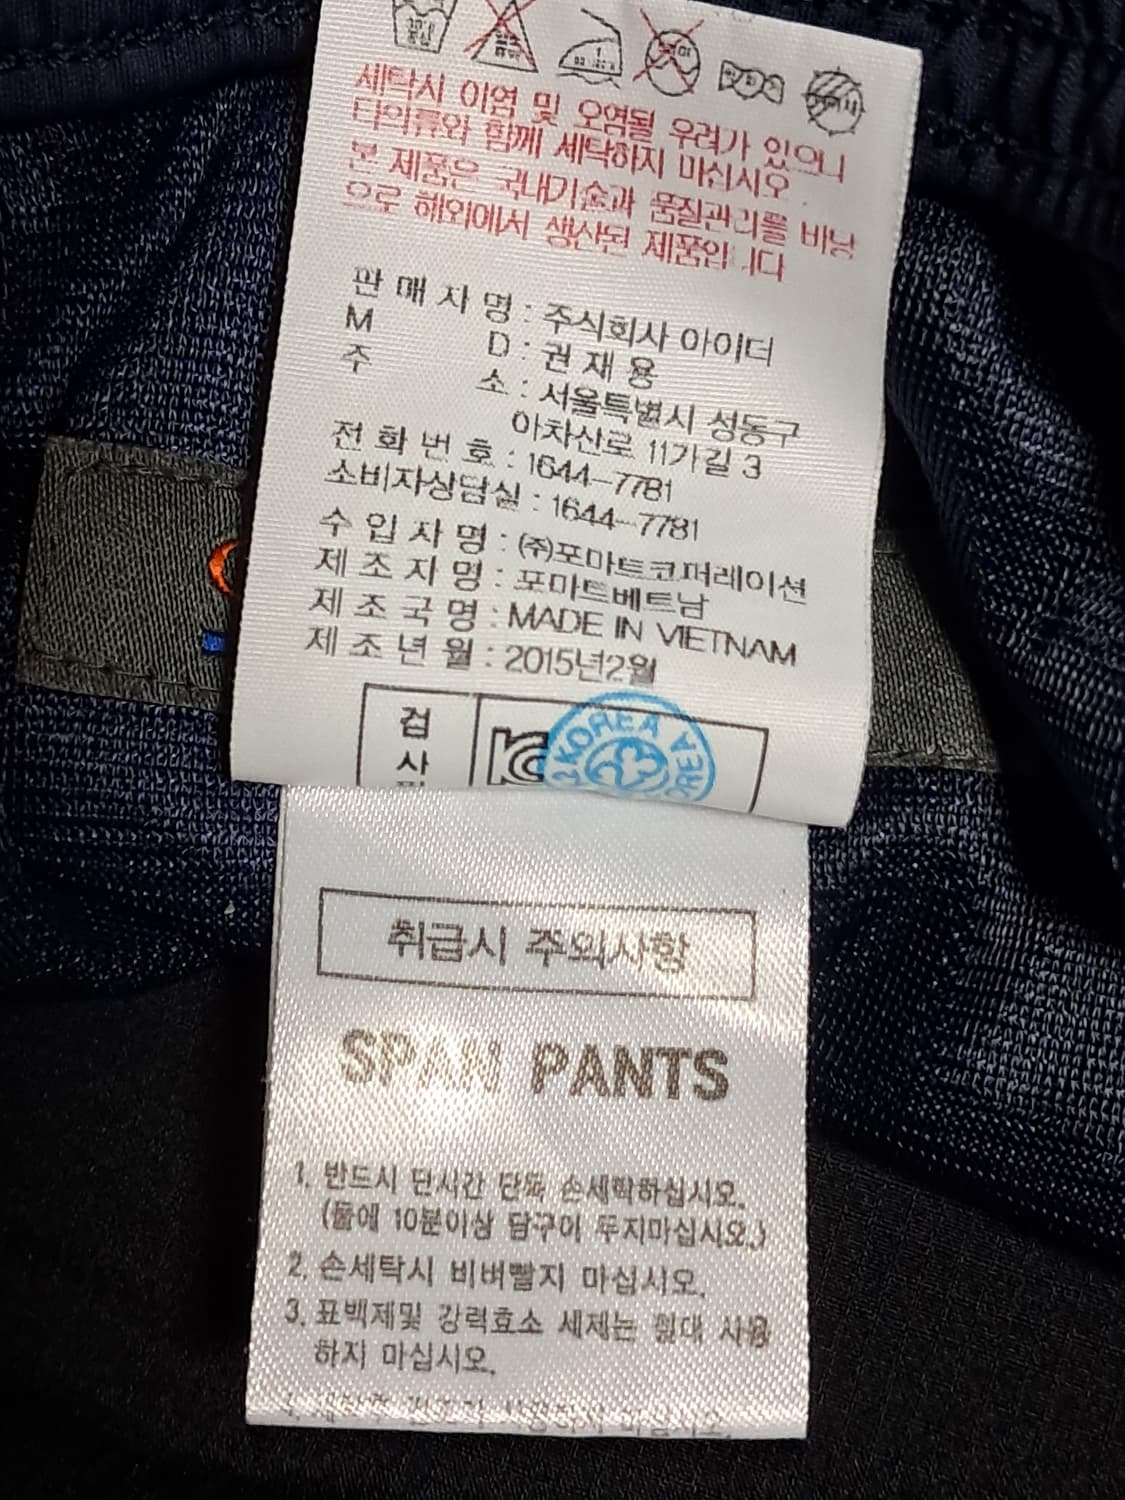 세탁시 이염 및 오염될 우려가 있으니
타의류와 함께 세탁하지 마십시오
본 제품은 국내기술과 품질관리를 바탕
으로 해외에서 생산된 제품입니다
판 매 자 명 : 주식회사 아이더
M D : 권 재 용
주 소 : 서울특별시 성동구
아차산로 11가길 3
전 화 번 호 : 1644-7781
소비자상담실 : 1644-7781
수 입 자 명 : (주)포마트코퍼레이션
제 조 자 명 : 포마트베트남
제 조 국 명 : MADE IN VIETNAM
제 조 년 월 : 2015년2월
검
사
KC
KOREA
취급시 주의사항
SPAN PANTS
1. 반드시 단시간 단독 손세탁하십시오.
(물에 10분이상 담구어 두지마십시오.)
2. 손세탁시 비벼빨지 마십시오.
3. 표백제및 강력효소 세제는 절대 사용
하지 마십시오.